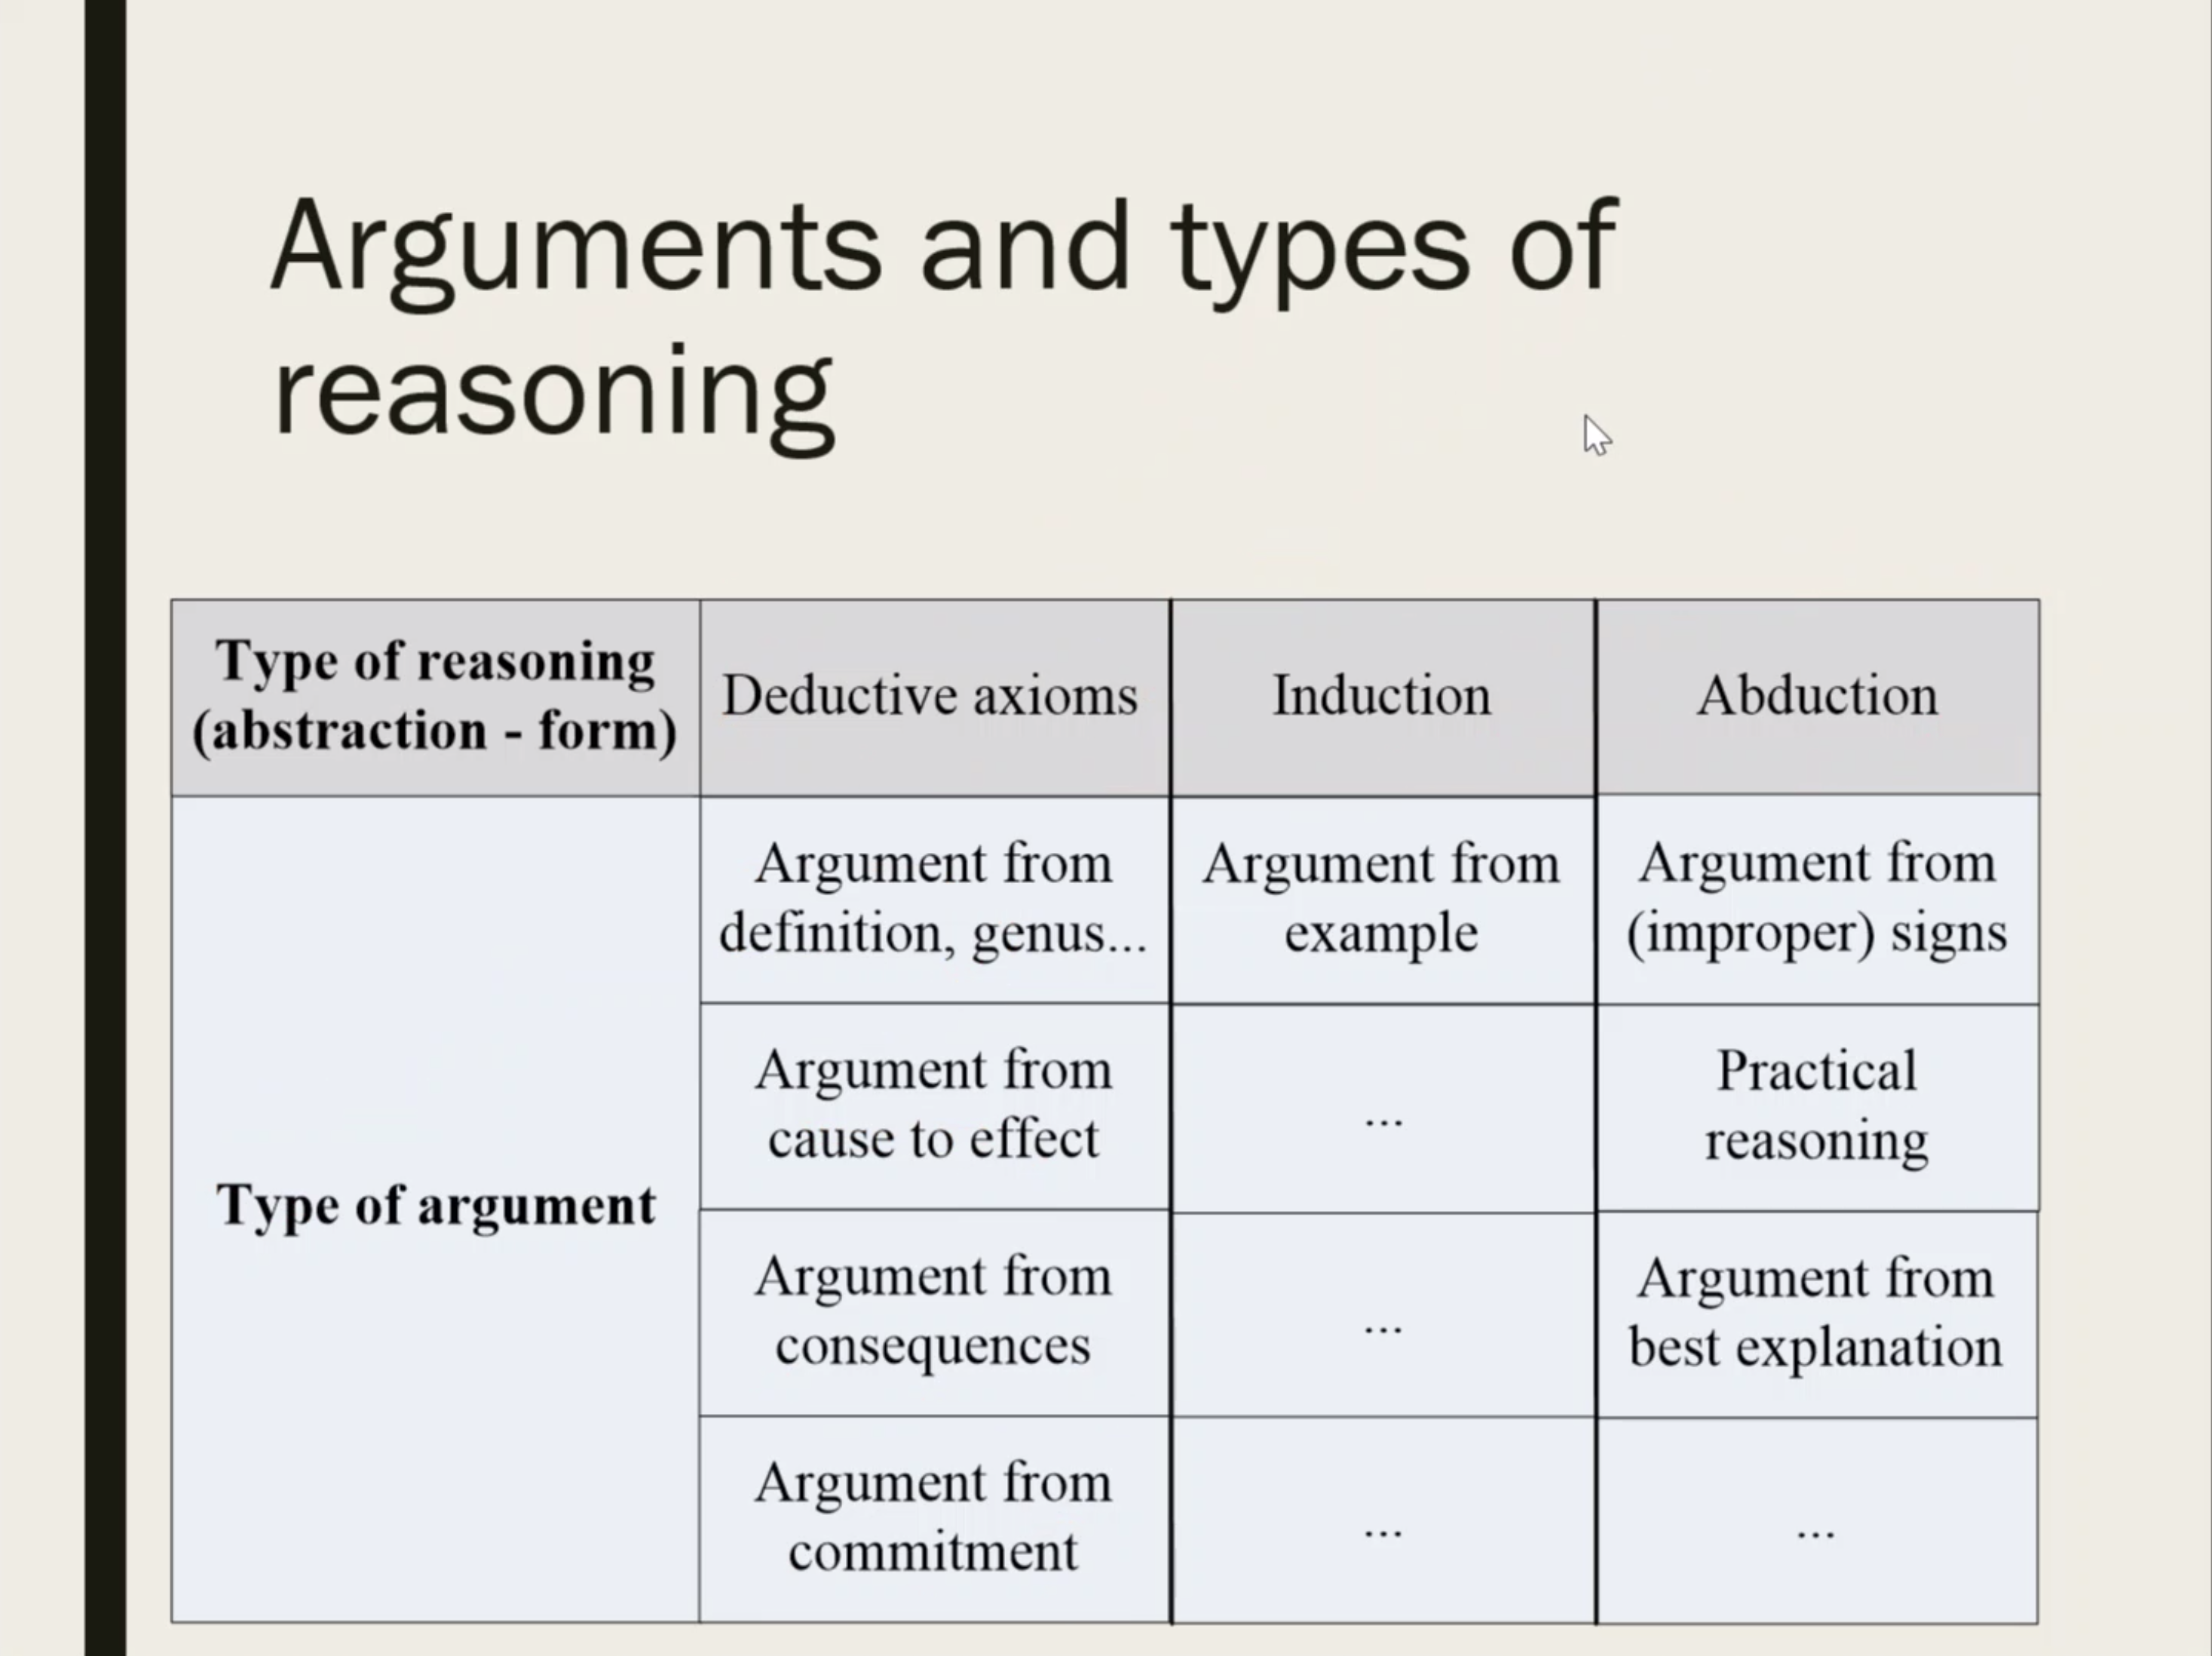 Arguments and types of
reasoning
Type of reasoning
(abstraction - form)
Deductive axioms
Induction
Abduction
Type of argument
Argument from
definition, genus...
Argument from
example
Argument from
(improper) signs
Argument from
cause to effect
...
Practical
reasoning
Argument from
consequences
...
Argument from
best explanation
Argument from
commitment
...
...